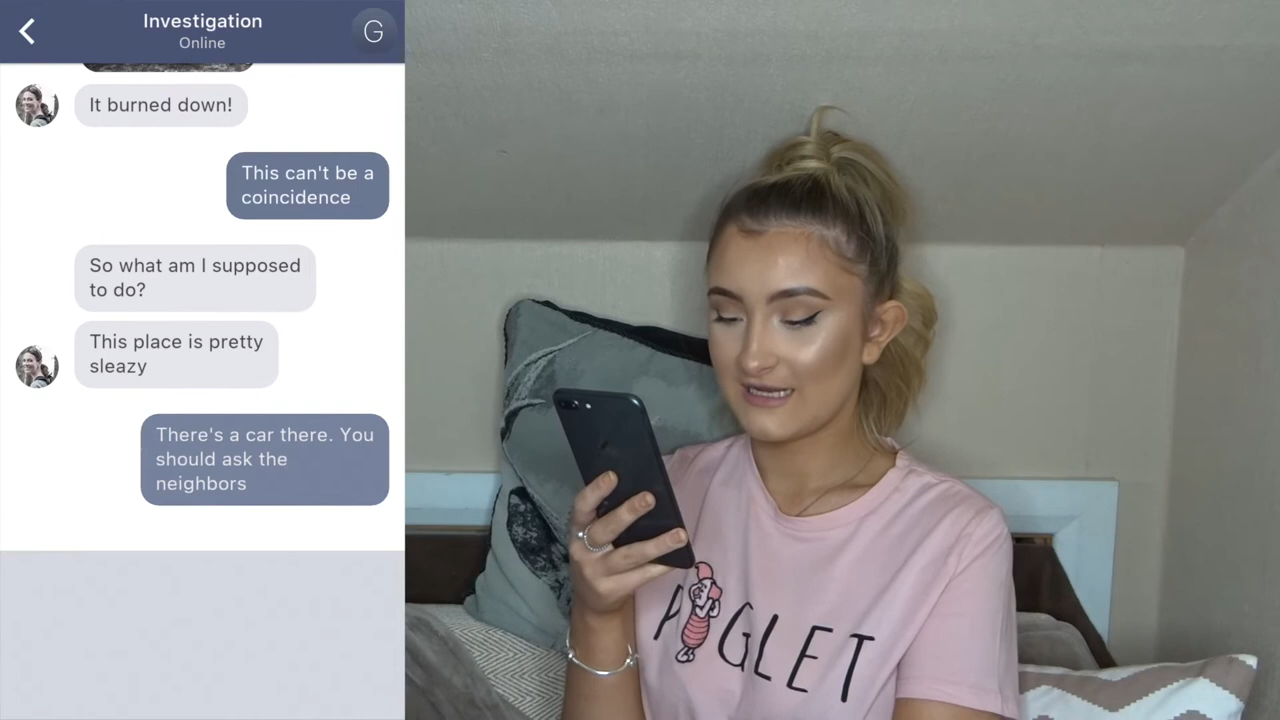 Investigation
Online
G
It burned down!
This can't be a
coincidence
So what am I supposed
to do?
This place is pretty
sleazy
There's a car there. You
should ask the
neighbors
PIGLET